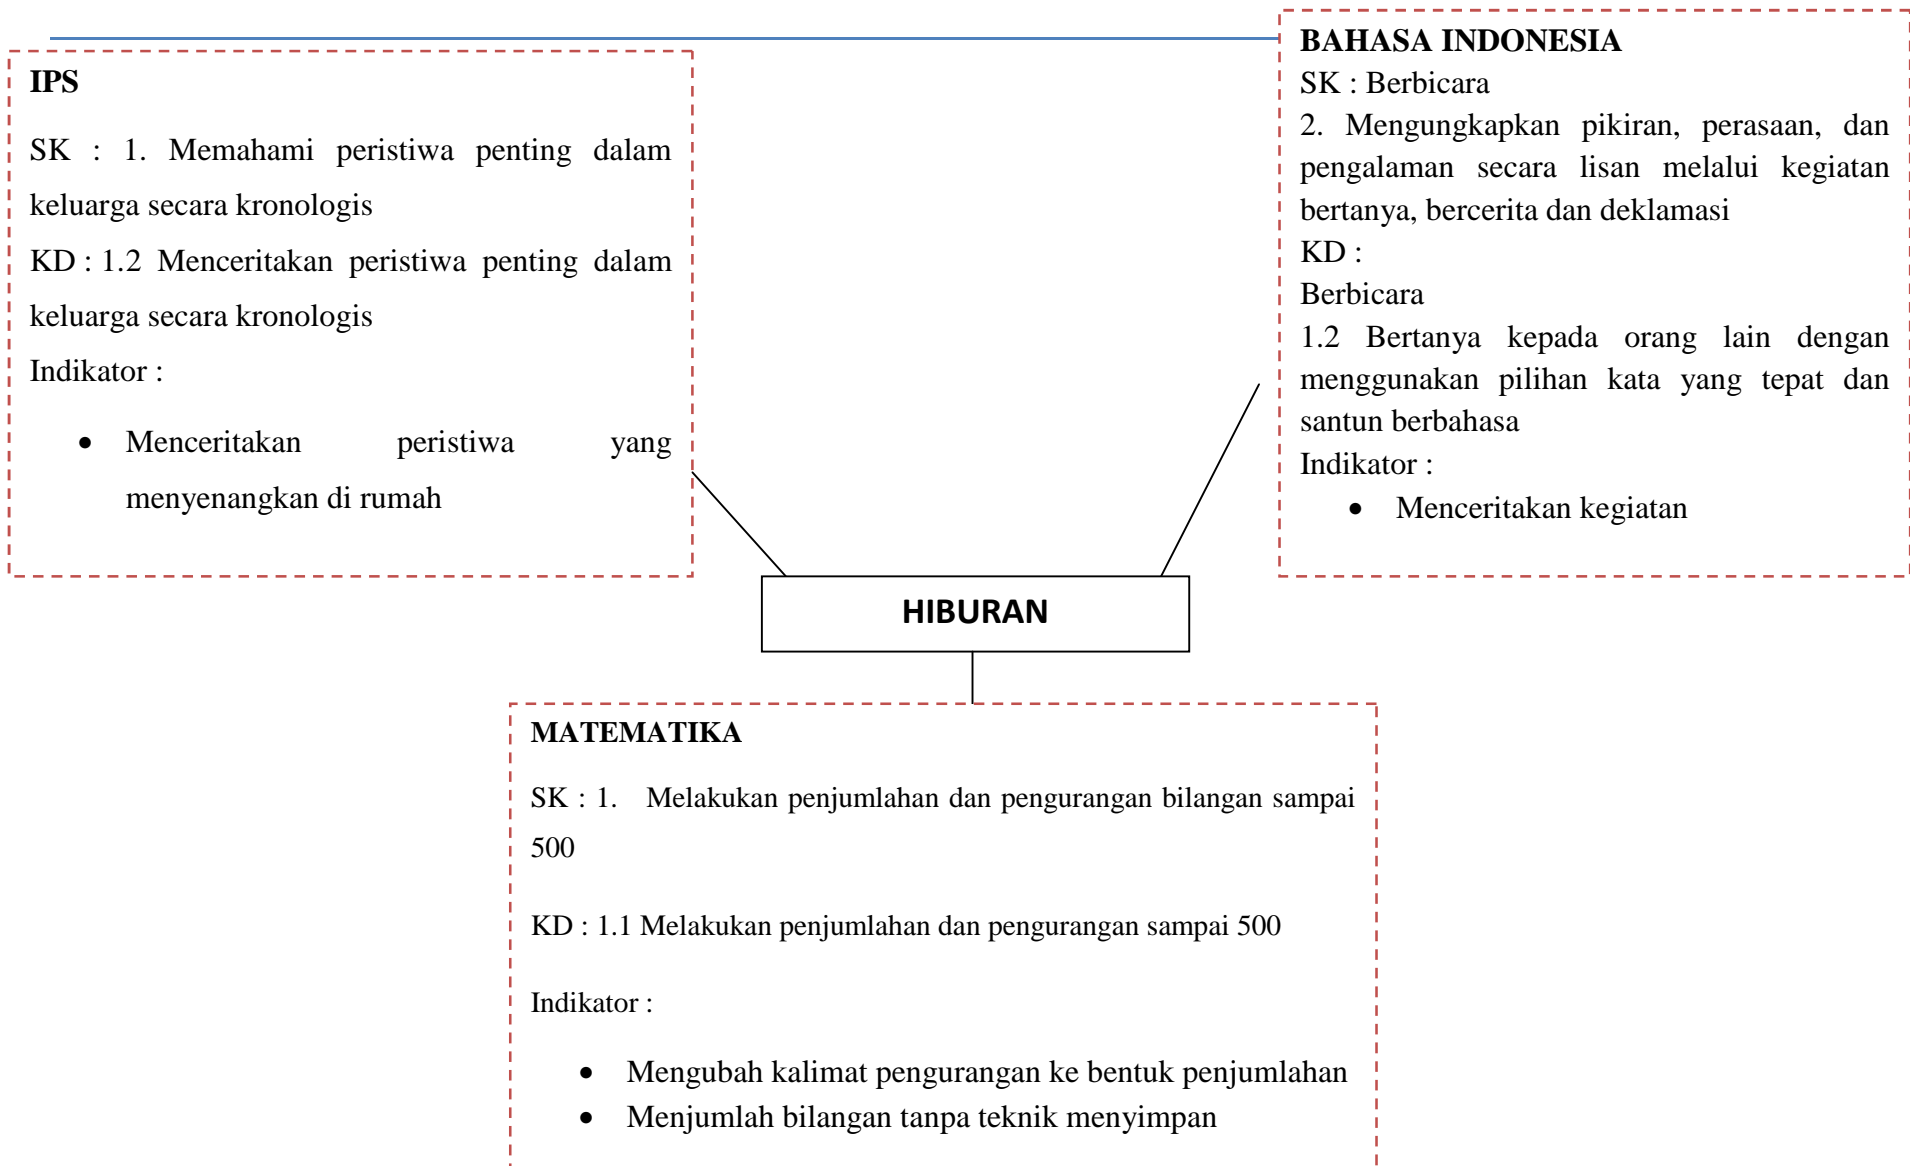 IPS
SK : 1. Memahami peristiwa penting dalam
keluarga secara kronologis
KD : 1.2 Menceritakan peristiwa penting dalam
keluarga secara kronologis
Indikator :
• Menceritakan peristiwa yang
menyenangkan di rumah
BAHASA INDONESIA
SK : Berbicara
2. Mengungkapkan pikiran, perasaan, dan
pengalaman secara lisan melalui kegiatan
bertanya, bercerita dan deklamasi
KD :
Berbicara
1.2 Bertanya kepada orang lain dengan
menggunakan pilihan kata yang tepat dan
santun berbahasa
Indikator :
• Menceritakan kegiatan
HIBURAN
MATEMATIKA
SK : 1. Melakukan penjumlahan dan pengurangan bilangan sampai
500
KD : 1.1 Melakukan penjumlahan dan pengurangan sampai 500
Indikator :
• Mengubah kalimat pengurangan ke bentuk penjumlahan
• Menjumlah bilangan tanpa teknik menyimpan